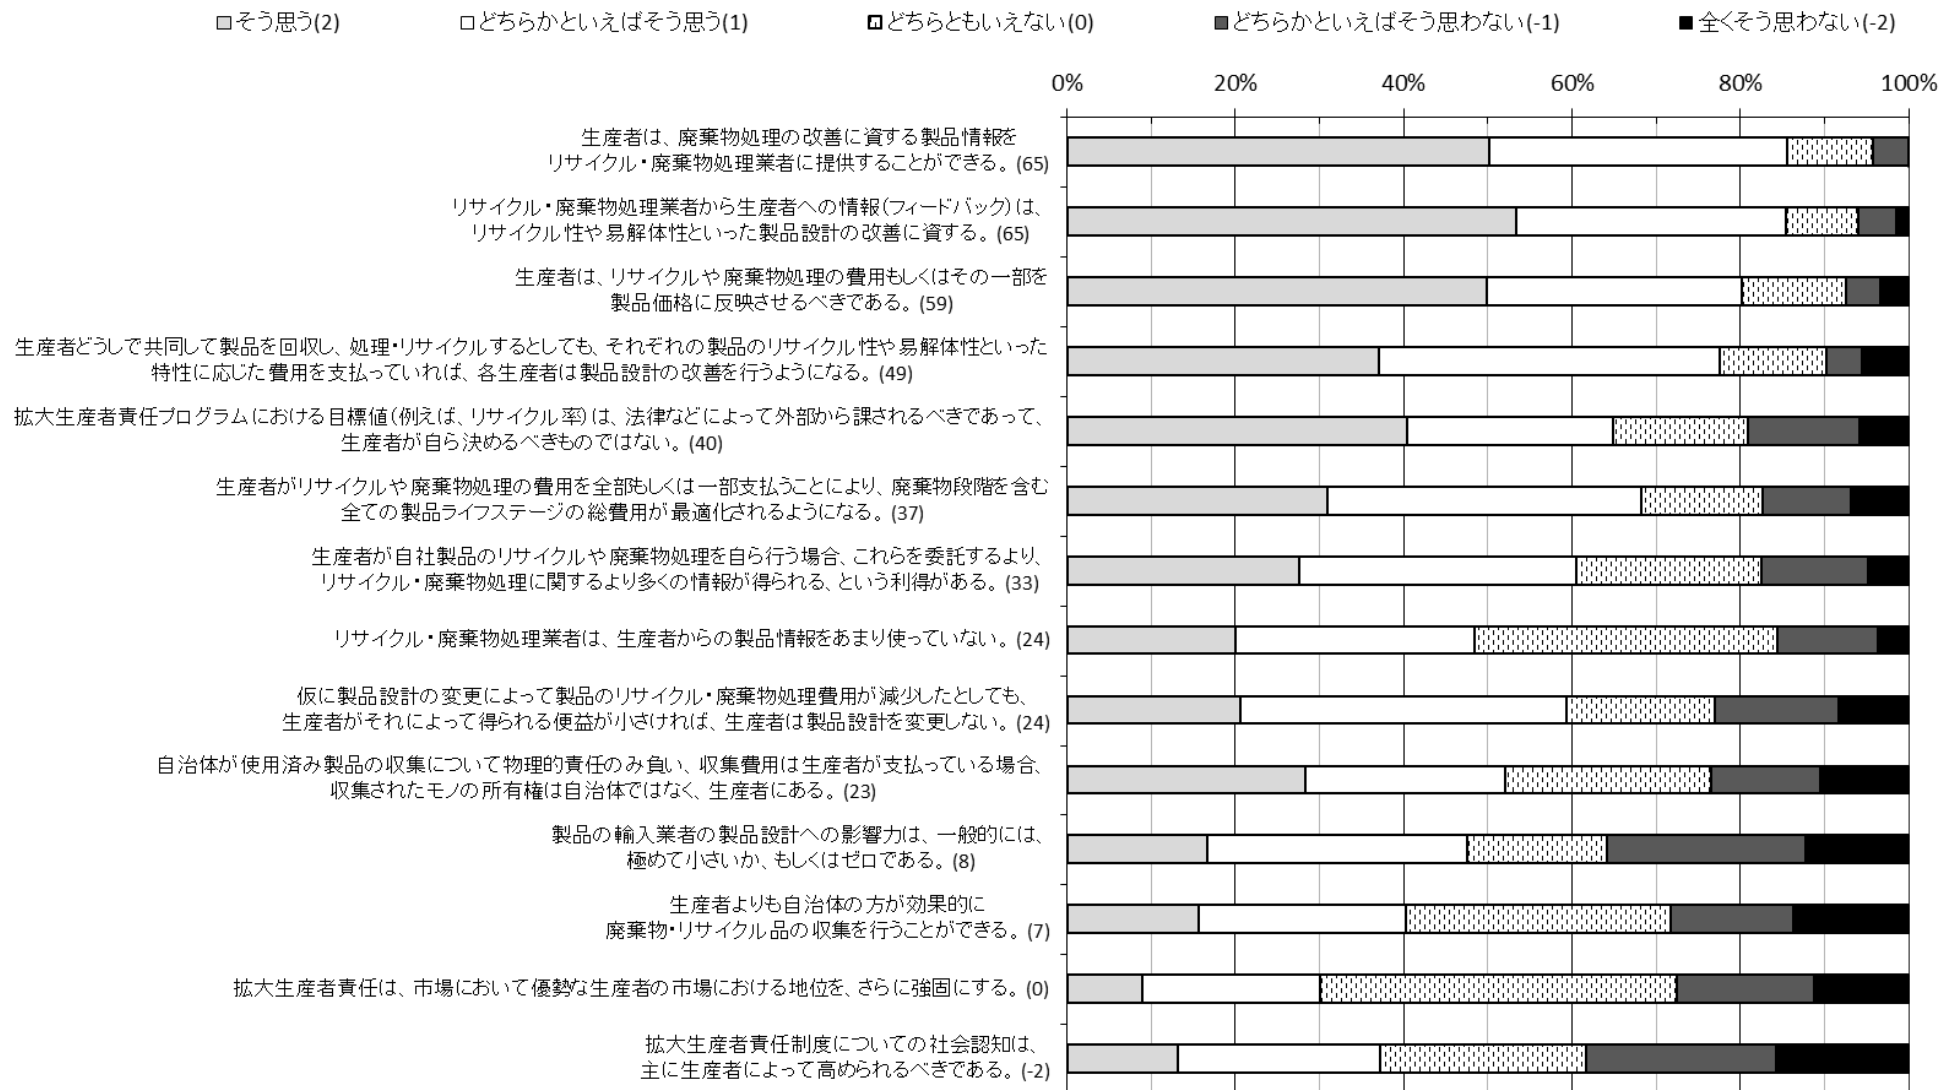 そう思う(2) どちらかといえばそう思う(1) どちらともいえない(0) どちらかといえばそう思わない(-1) 全くそう思わない(-2)
0% 20% 40% 60% 80% 100%
生産者は、廃棄物処理の改善に資する製品情報を
リサイクル・廃棄物処理業者に提供することができる。(65)
リサイクル・廃棄物処理業者から生産者への情報(フィードバック)は、
リサイクル性や易解体性といった製品設計の改善に資する。(65)
生産者は、リサイクルや廃棄物処理の費用もしくはその一部を
製品価格に反映させるべきである。(59)
生産者どうしで共同して製品を回収し、処理・リサイクルするとしても、それぞれの製品のリサイクル性や易解体性といった
特性に応じた費用を支払っていれば、各生産者は製品設計の改善を行うようになる。(49)
拡大生産者責任プログラムにおける目標値(例えば、リサイクル率)は、法律などによって外部から課されるべきであって、
生産者が自ら決めるべきものではない。(40)
生産者がリサイクルや廃棄物処理の費用を全部もしくは一部支払うことにより、廃棄物段階を含む
全ての製品ライフステージの総費用が最適化されるようになる。(37)
生産者が自社製品のリサイクルや廃棄物処理を自ら行う場合、これらを委託するより、
リサイクル・廃棄物処理に関するより多くの情報が得られる、という利得がある。(33)
リサイクル・廃棄物処理業者は、生産者からの製品情報をあまり使っていない。(24)
仮に製品設計の変更によって製品のリサイクル・廃棄物処理費用が減少したとしても、
生産者がそれによって得られる便益が小さければ、生産者は製品設計を変更しない。(24)
自治体が使用済み製品の収集について物理的責任のみ負い、収集費用は生産者が支払っている場合、
収集されたモノの所有権は自治体ではなく、生産者にある。(23)
製品の輸入業者の製品設計への影響力は、一般的には、
極めて小さいか、もしくはゼロである。(8)
生産者よりも自治体の方が効果的に
廃棄物・リサイクル品の収集を行うことができる。(7)
拡大生産者責任は、市場において優勢な生産者の市場における地位を、さらに強固にする。(0)
拡大生産者責任制度についての社会認知は、
主に生産者によって高められるべきである。(-2)